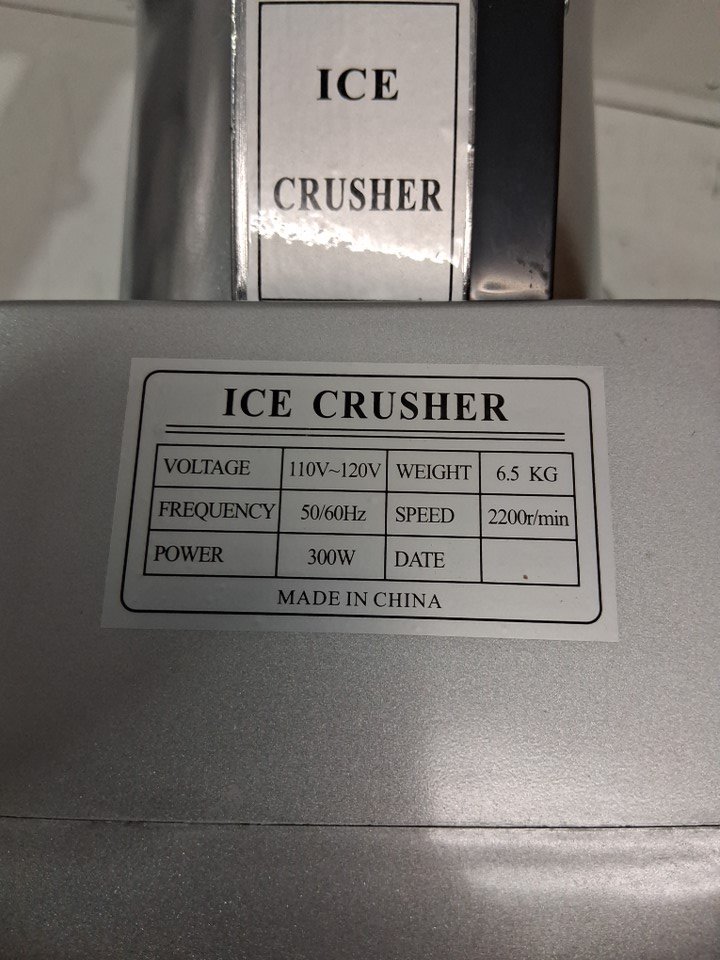 ICE
CRUSHER
ICE CRUSHER
VOLTAGE 110V~120V WEIGHT 6.5 KG
FREQUENCY 50/60Hz SPEED 2200r/min
POWER 300W DATE
MADE IN CHINA